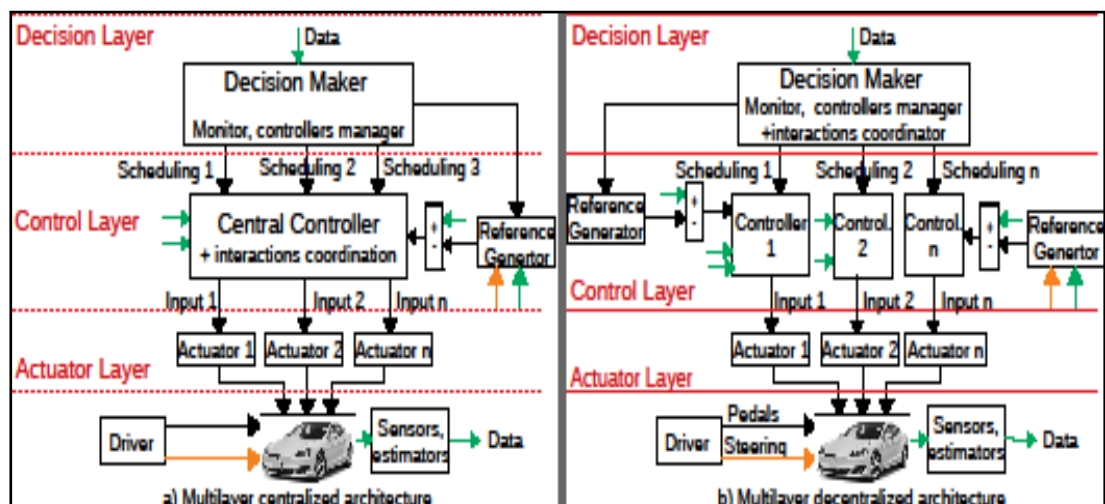 Decision Layer
Data
Decision Maker
Monitor, controllers manager
Scheduling 1
Scheduling 2
Scheduling 3
Control Layer
Central Controller
+ interactions coordination
+
-
Reference
Genertor
Input 1
Input 2
Input n
Actuator 1
Actuator 2
Actuator n
Actuator Layer
Driver
Sensors,
estimators
Data
a) Multilayer centralized architecture
Decision Layer
Data
Decision Maker
Monitor, controllers manager
+interactions coordinator
Scheduling 1
Scheduling 2
Scheduling n
Reference
Generator
+
-
Controller
1
Control.
2
Control.
n
+
-
Reference
Genertor
Control Layer
Input 1
Input 2
Input n
Actuator 1
Actuator 2
Actuator n
Actuator Layer
Driver
Pedals
Steering
Sensors,
estimators
Data
b) Multilayer decentralized architecture